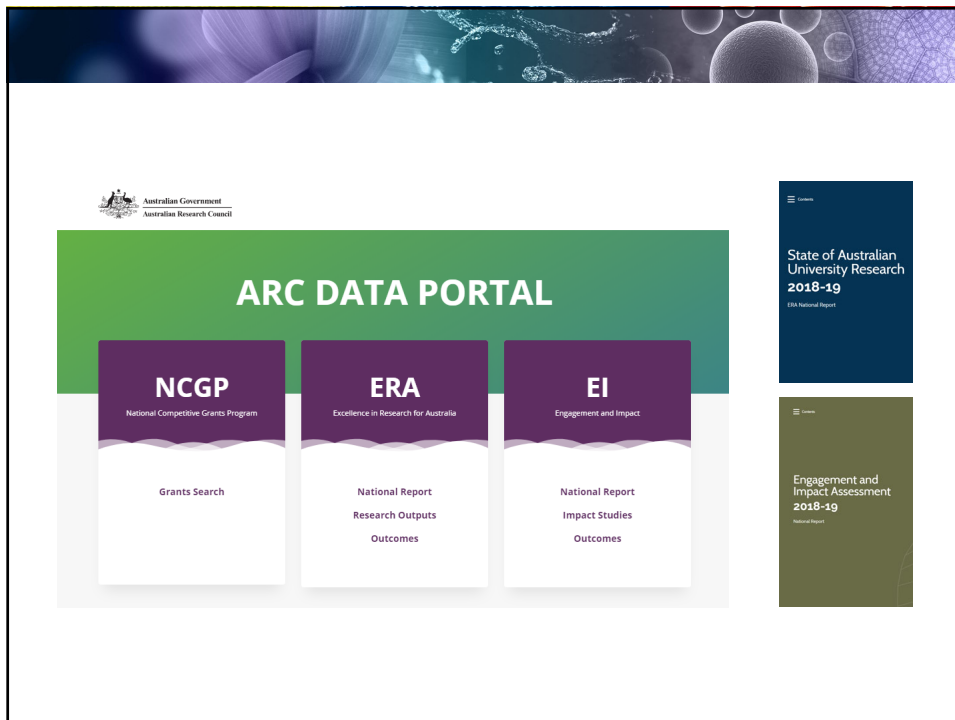 Australian Government
Australian Research Council
ARC DATA PORTAL
NCGP
National Competitive Grants Program
Grants Search
ERA
Excellence in Research for Australia
National Report
Research Outputs
Outcomes
EI
Engagement and Impact
National Report
Impact Studies
Outcomes
Contents
State of Australian
University Research
2018-19
ERA National Report
Contents
Engagement and
Impact Assessment
2018-19
National Report